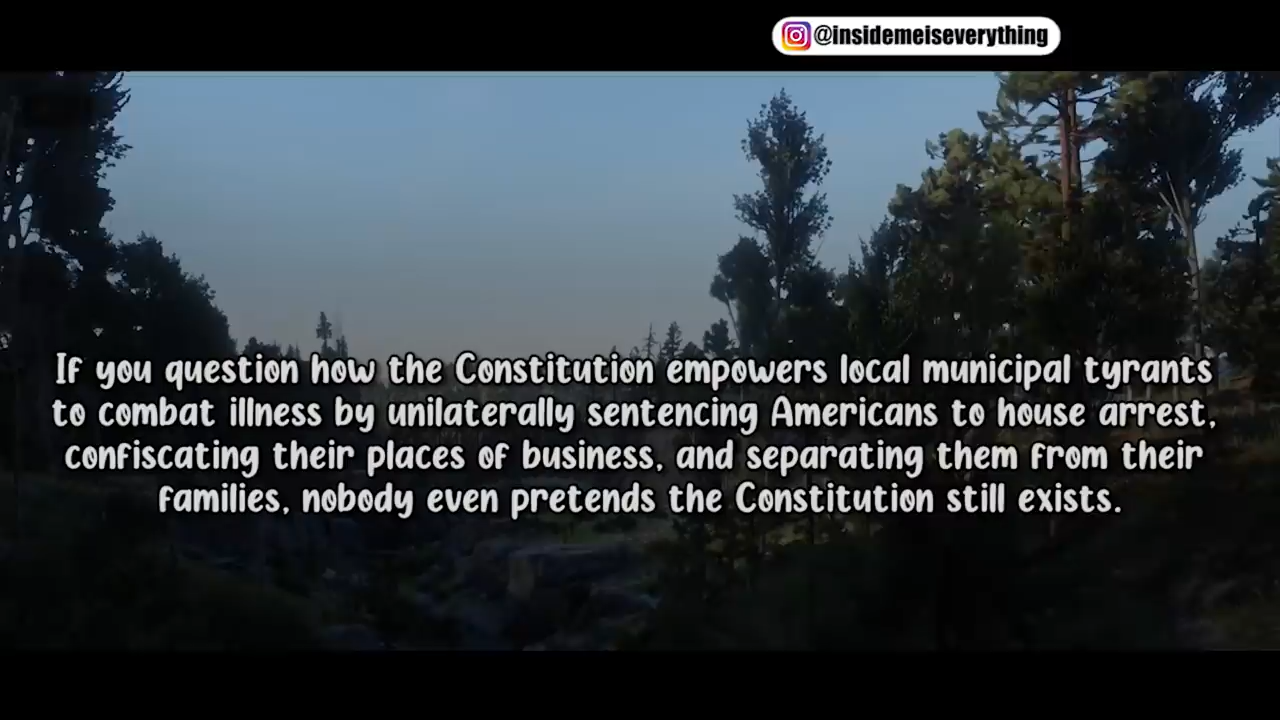 @insidemeiseverything
If you question how the Constitution empowers local municipal tyrants
to combat illness by unilaterally sentencing Americans to house arrest,
confiscating their places of business, and separating them from their
families, nobody even pretends the Constitution still exists.